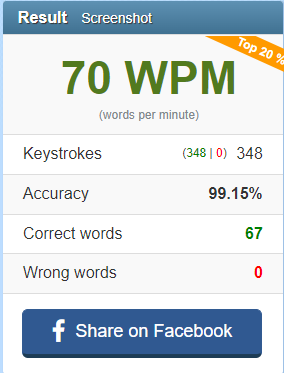 Result Screenshot
Top 20 %
70 WPM
(words per minute)
Keystrokes (348 | 0) 348
Accuracy 99.15%
Correct words 67
Wrong words 0
f Share on Facebook